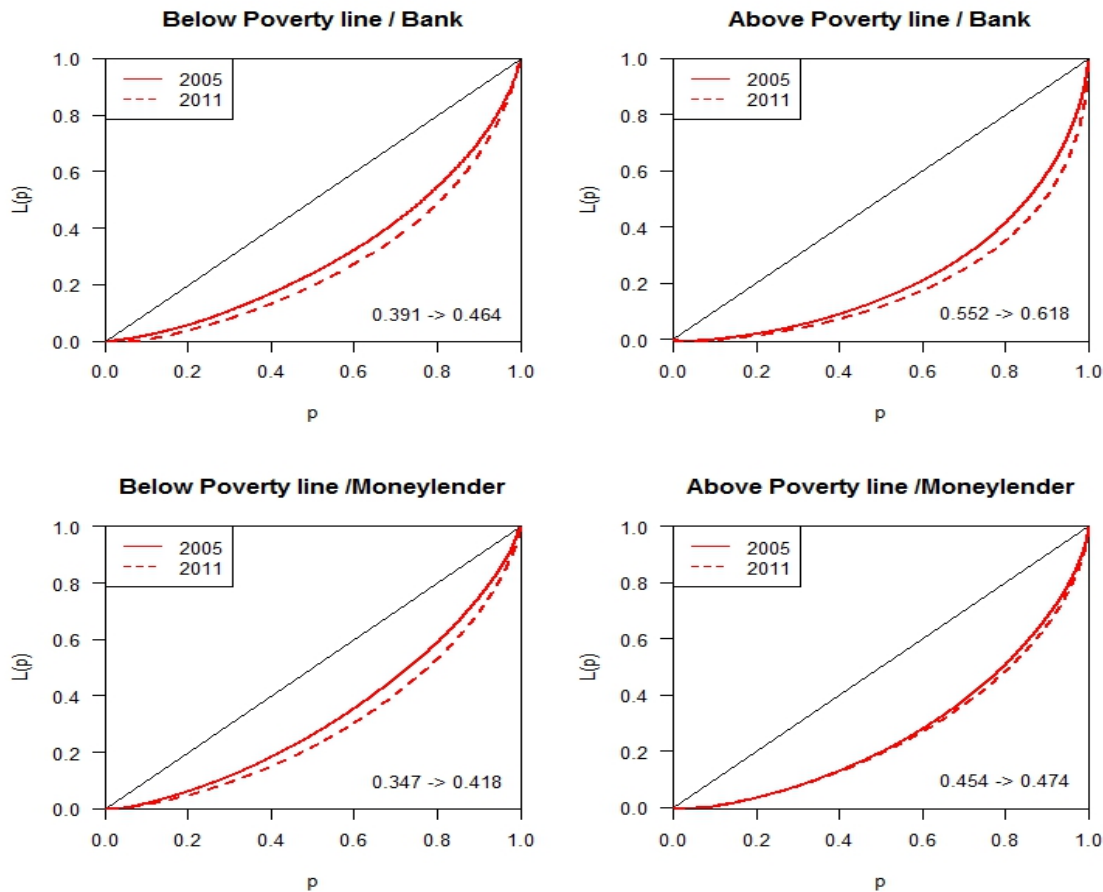 Below Poverty line / Bank
1.0
0.8
0.6
0.4
0.2
0.0
L(p)
2005
2011
0.391 -> 0.464
0.0 0.2 0.4 0.6 0.8 1.0
p
Above Poverty line / Bank
1.0
0.8
0.6
0.4
0.2
0.0
L(p)
2005
2011
0.552 -> 0.618
0.0 0.2 0.4 0.6 0.8 1.0
p
Below Poverty line /Moneylender
1.0
0.8
0.6
0.4
0.2
0.0
L(p)
2005
2011
0.347 -> 0.418
0.0 0.2 0.4 0.6 0.8 1.0
p
Above Poverty line /Moneylender
1.0
0.8
0.6
0.4
0.2
0.0
L(p)
2005
2011
0.454 -> 0.474
0.0 0.2 0.4 0.6 0.8 1.0
p